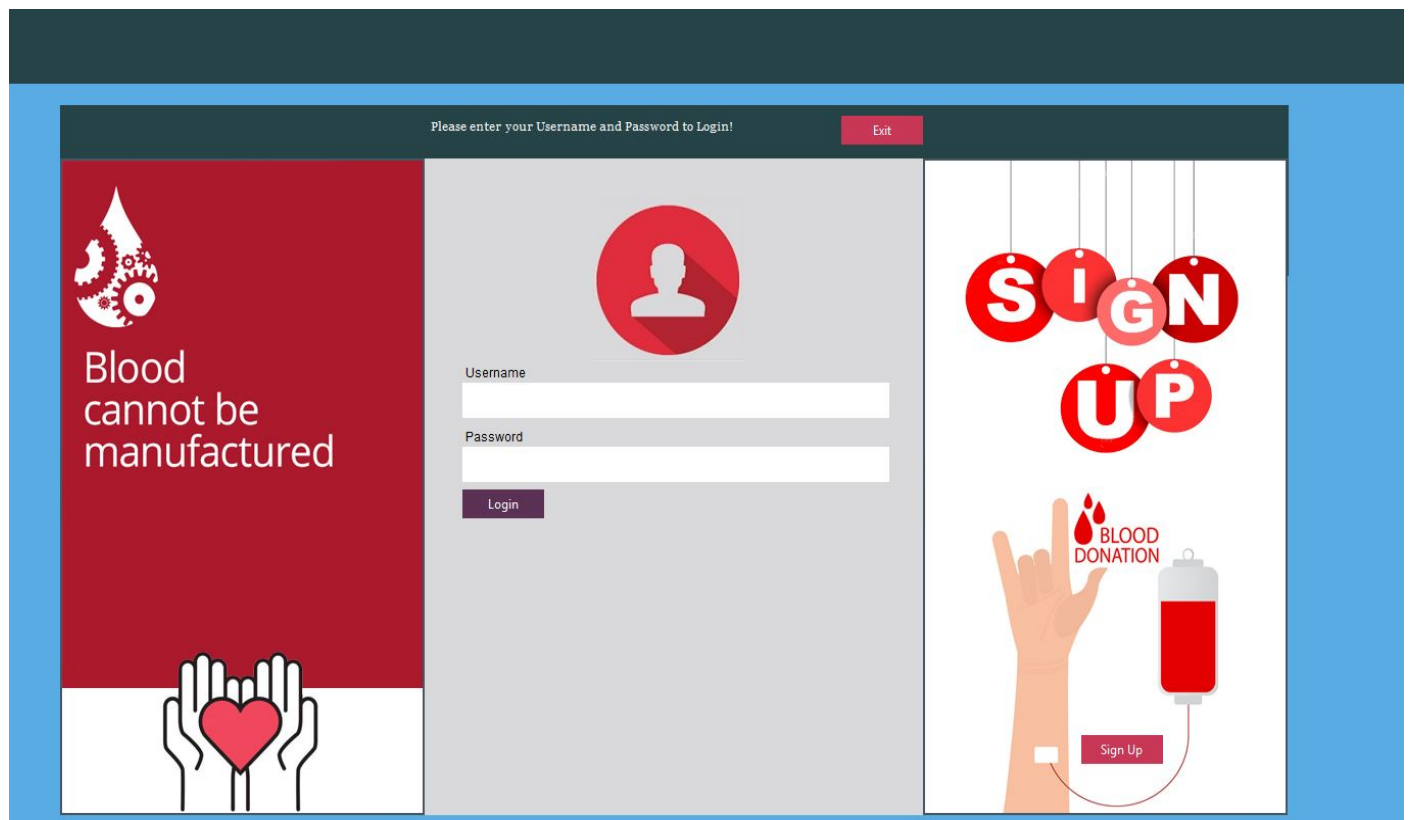 Please enter your Username and Password to Login!
Exit
Blood
cannot be
manufactured
Username
Password
Login
SIGN
UP
BLOOD
DONATION
Sign Up